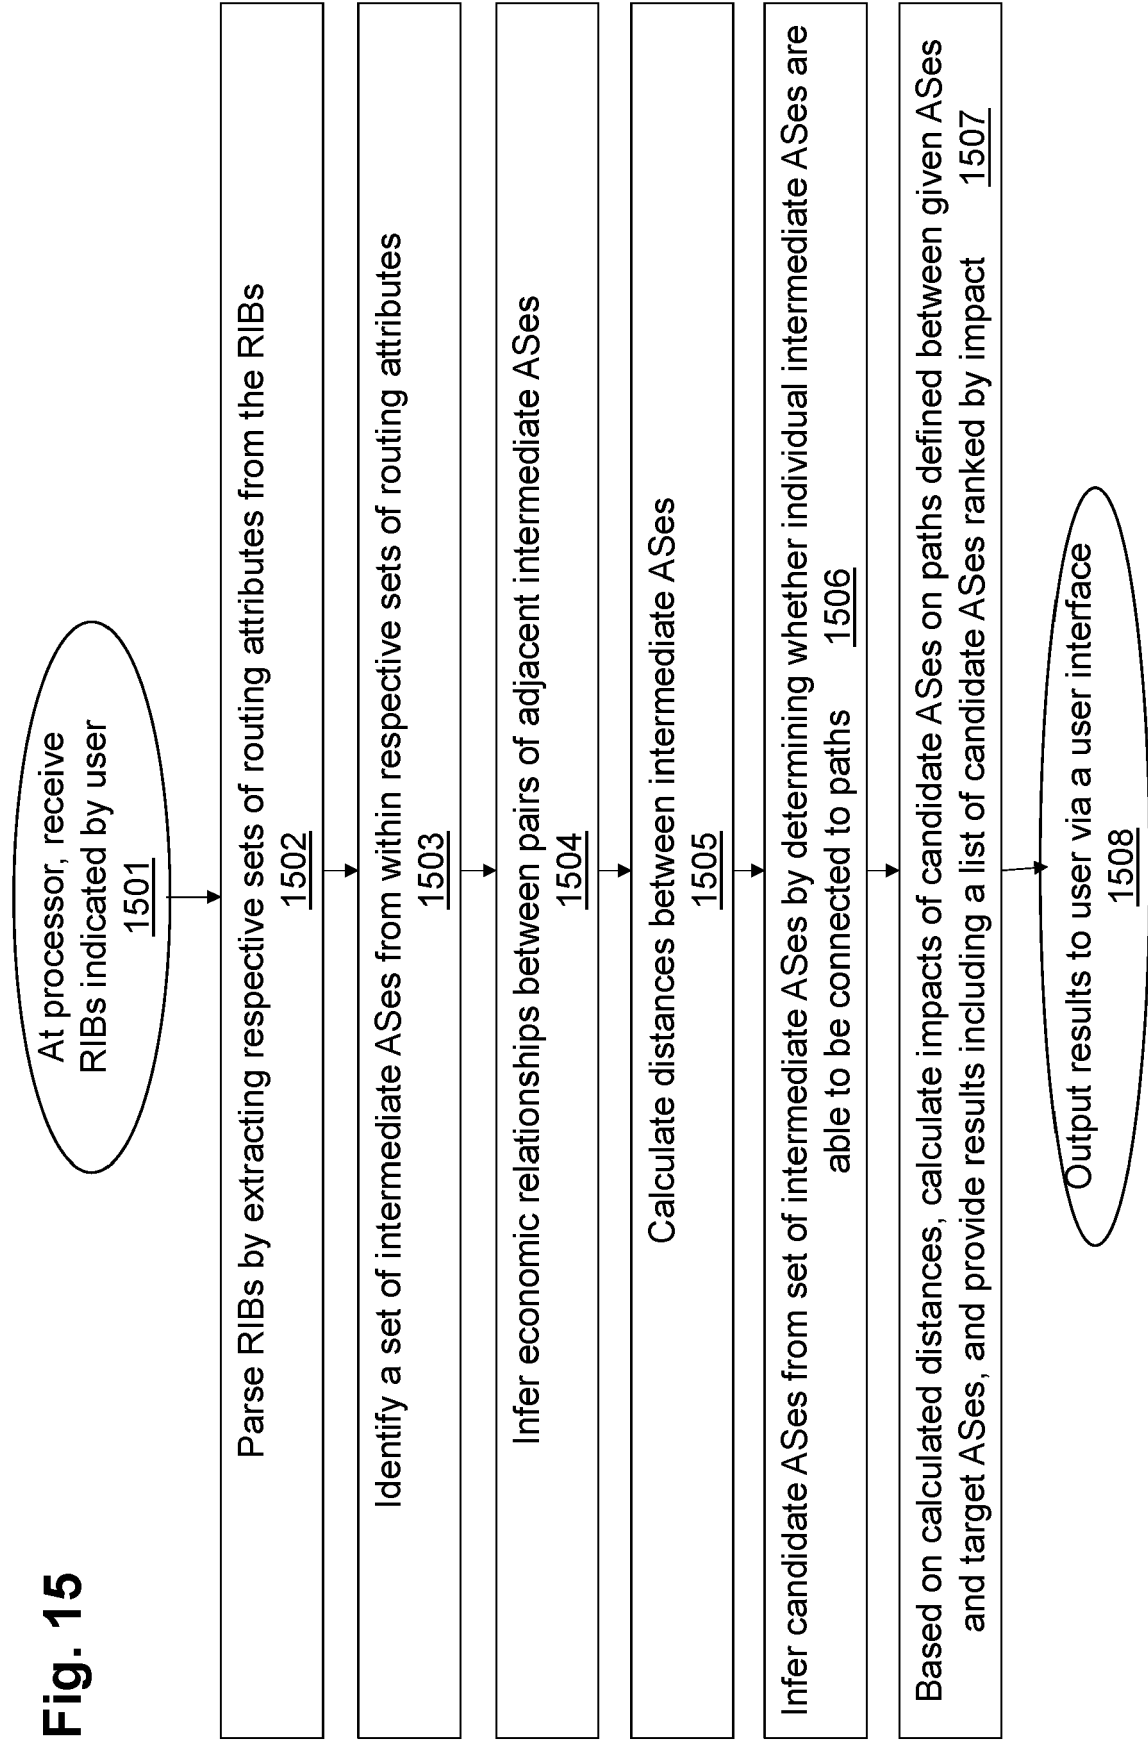 Fig. 15
At processor, receive
RIBs indicated by user
1501
Parse RIBs by extracting respective sets of routing attributes from the RIBs
1502
Identify a set of intermediate ASes from within respective sets of routing attributes
1503
Infer economic relationships between pairs of adjacent intermediate ASes
1504
Calculate distances between intermediate ASes
1505
Infer candidate ASes from set of intermediate ASes by determining whether individual intermediate ASes are
able to be connected to paths 1506
Based on calculated distances, calculate impacts of candidate ASes on paths defined between given ASes
and target ASes, and provide results including a list of candidate ASes ranked by impact 1507
Output results to user via a user interface
1508